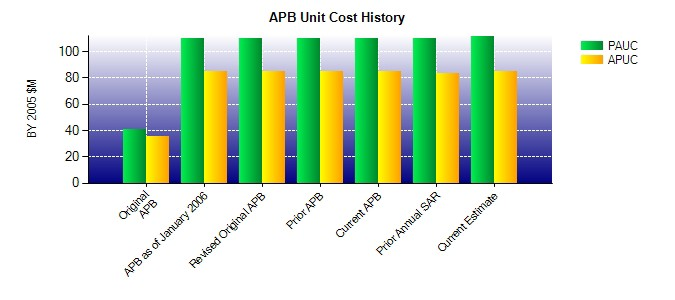 APB Unit Cost History
BY 2005 $M
100
80
60
40
20
0
Original
APB
APB as of January 2006
Revised Original APB
Prior APB
Current APB
Prior Annual SAR
Current Estimate
PAUC
APUC